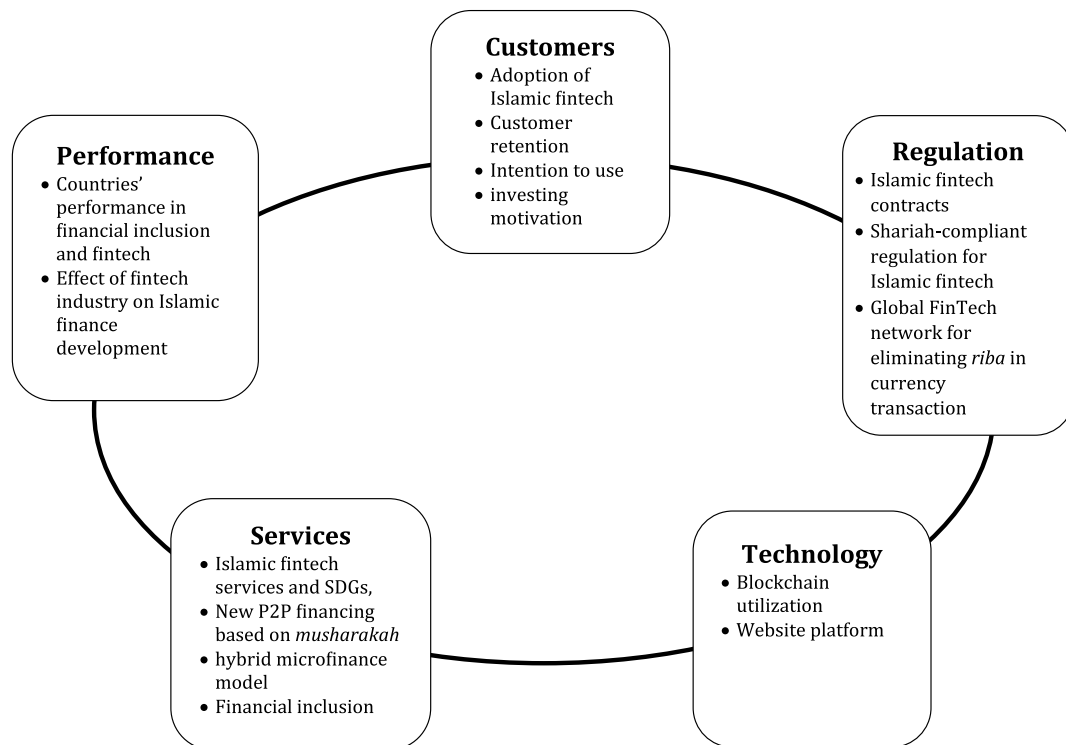 Customers
• Adoption of
Islamic fintech
• Customer
retention
• Intention to use
• investing
motivation
Performance
• Countries’
performance in
financial inclusion
and fintech
• Effect of fintech
industry on Islamic
finance
development
Regulation
• Islamic fintech
contracts
• Shariah-compliant
regulation for
Islamic fintech
• Global FinTech
network for
eliminating riba in
currency
transaction
Services
• Islamic fintech
services and SDGs,
• New P2P financing
based on musharakah
• hybrid microfinance
model
• Financial inclusion
Technology
• Blockchain
utilization
• Website platform